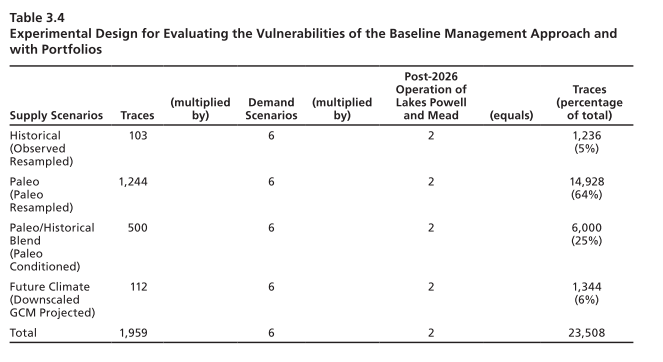 Table 3.4
Experimental Design for Evaluating the Vulnerabilities of the Baseline Management Approach and
with Portfolios
Supply Scenarios Traces (multiplied by) Demand Scenarios (multiplied by) Post-2026 Operation of Lakes Powell and Mead (equals) Traces (percentage of total)
Historical 103 6 2 1,236
(Observed (5%)
Resampled)
Paleo 1,244 6 2 14,928
(Paleo (64%)
Resampled)
Paleo/Historical 500 6 2 6,000
Blend (25%)
(Paleo
Conditioned)
Future Climate 112 6 2 1,344
(Downscaled (6%)
GCM Projected)
Total 1,959 6 2 23,508